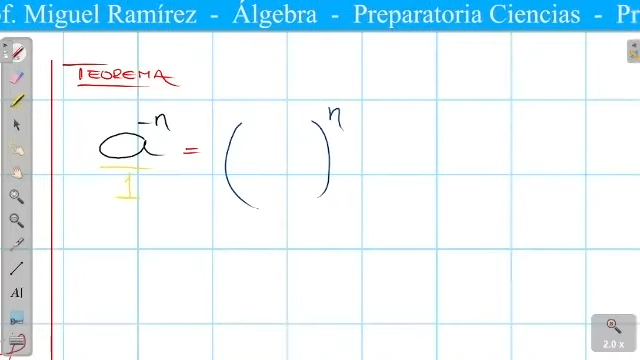 f. Miguel Ramírez - Álgebra - Preparatoria Ciencias - Pr
TEOREMA
a^-n / 1 = ( )^n
A
2.0 x